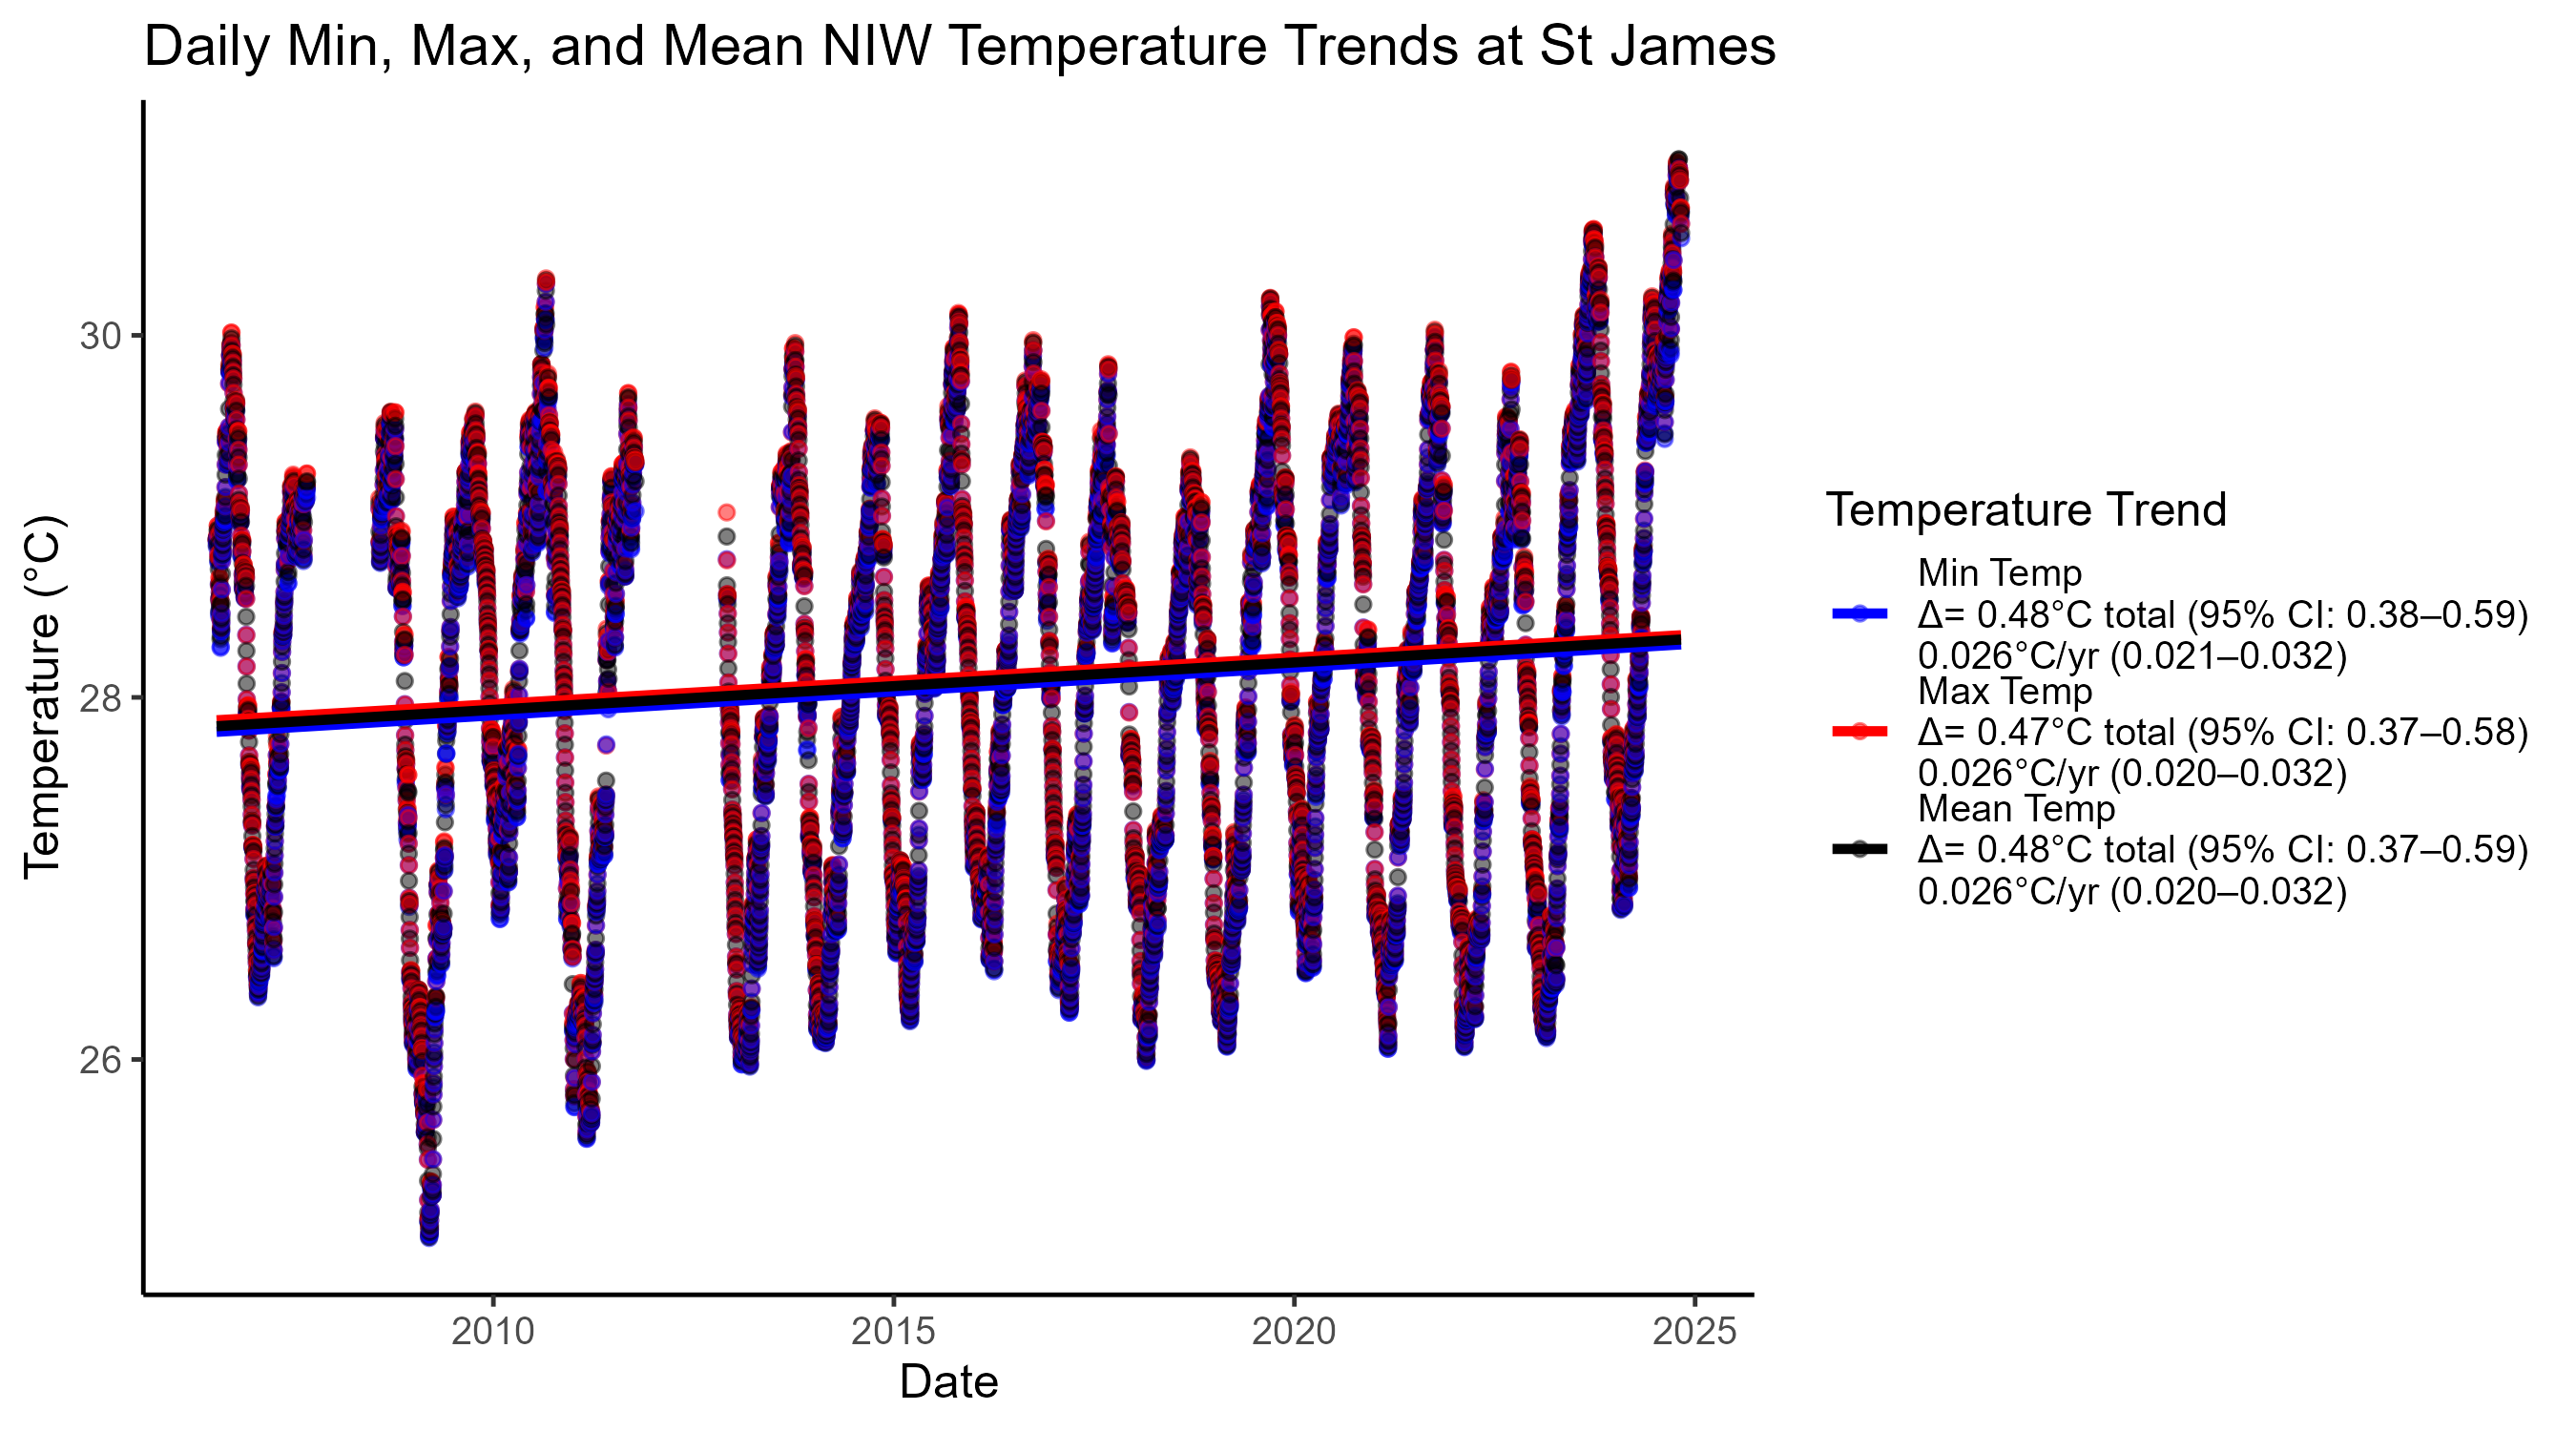 Daily Min, Max, and Mean NIW Temperature Trends at St James
Temperature (°C)
30
28
26
2010
2015
2020
2025
Date
Temperature Trend
Min Temp
Δ= 0.48°C total (95% CI: 0.38–0.59)
0.026°C/yr (0.021–0.032)
Max Temp
Δ= 0.47°C total (95% CI: 0.37–0.58)
0.026°C/yr (0.020–0.032)
Mean Temp
Δ= 0.48°C total (95% CI: 0.37–0.59)
0.026°C/yr (0.020–0.032)